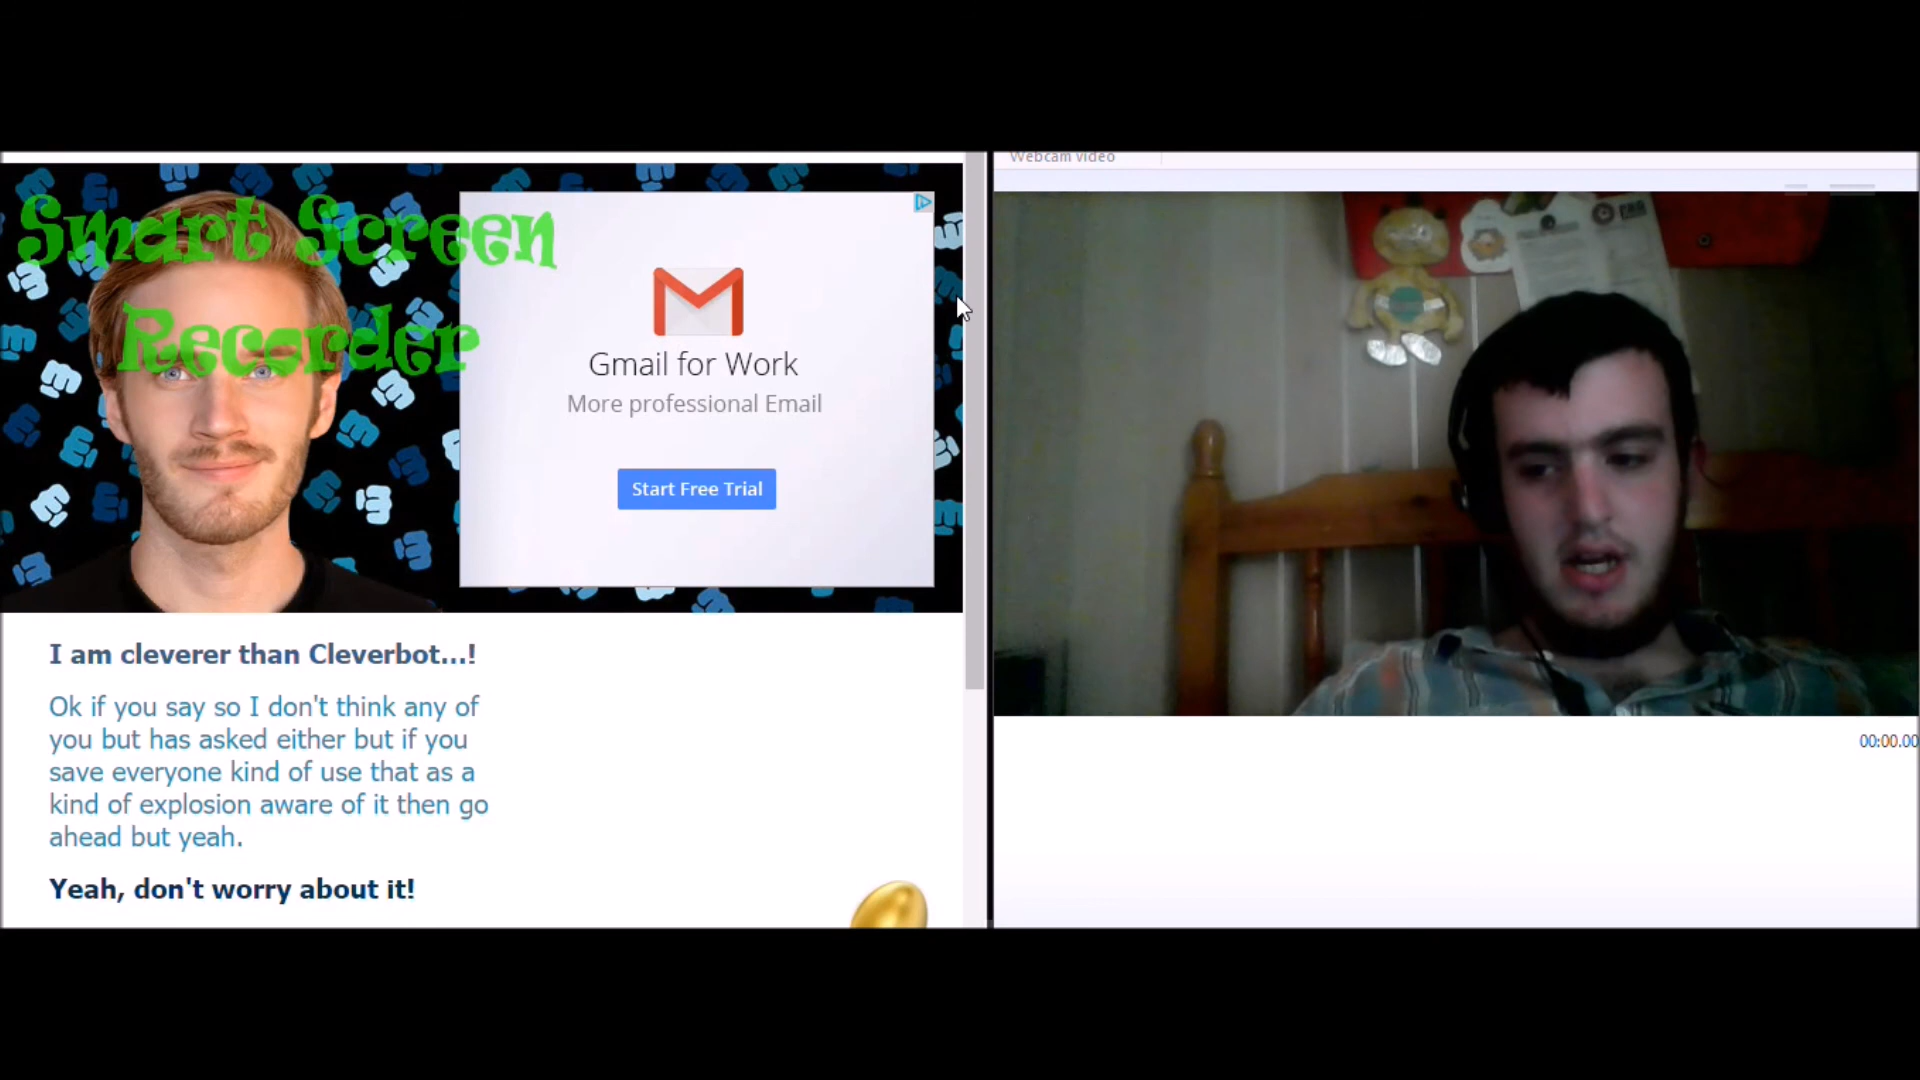 Webcam video
Smart Screen
Recorder
Gmail for Work
More professional Email
Start Free Trial
I am cleverer than Cleverbot...!
Ok if you say so I don't think any of
you but has asked either but if you
save everyone kind of use that as a
kind of explosion aware of it then go
ahead but yeah.
Yeah, don't worry about it!
00:00.00